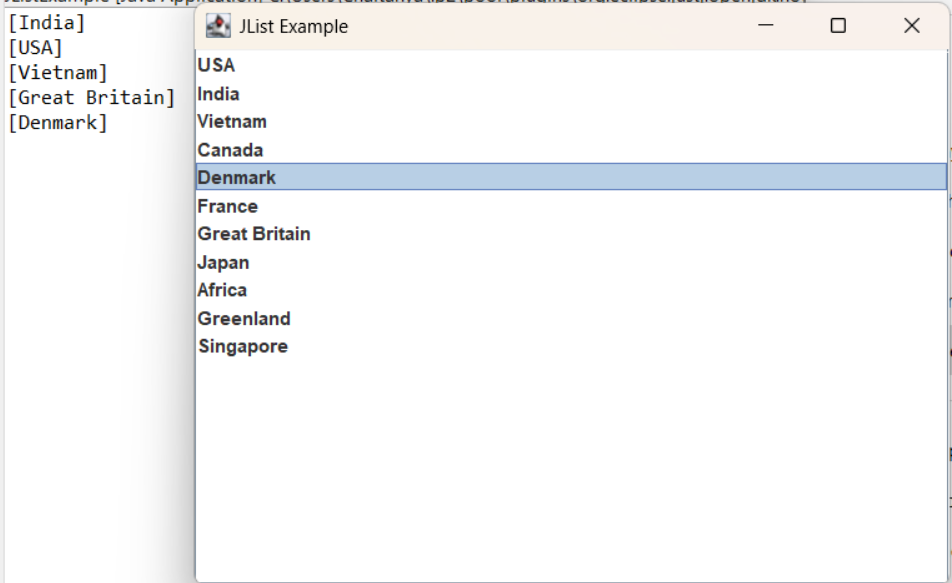 [India]
[USA]
[Vietnam]
[Great Britain]
[Denmark]
JList Example
USA
India
Vietnam
Canada
Denmark
France
Great Britain
Japan
Africa
Greenland
Singapore